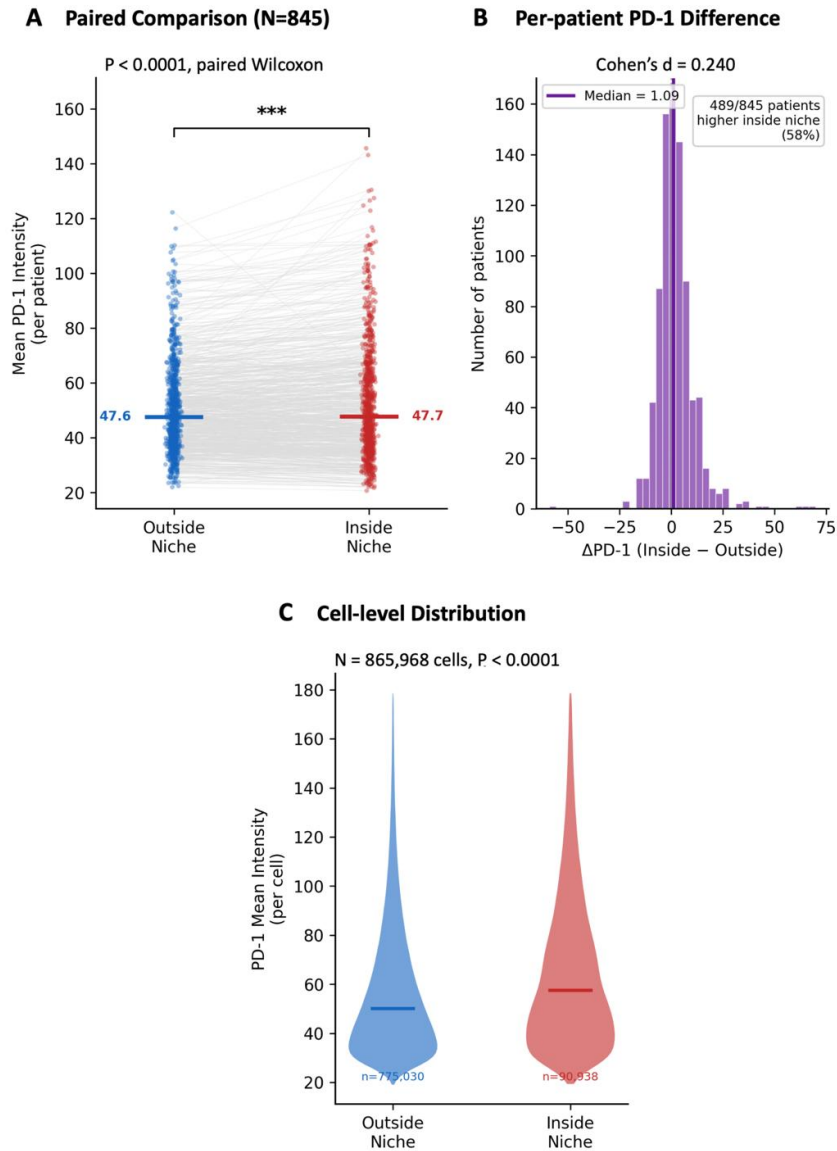 A Paired Comparison (N=845)
P < 0.0001, paired Wilcoxon
***
160
140
120
100
80
60
40
20
Mean PD-1 Intensity
(per patient)
47.6
47.7
Outside
Niche
Inside
Niche
B Per-patient PD-1 Difference
Cohen's d = 0.240
Median = 1.09
489/845 patients
higher inside niche
(58%)
160
140
120
100
80
60
40
20
0
Number of patients
−50
−25
0
25
50
75
ΔPD-1 (Inside − Outside)
C Cell-level Distribution
N = 865,968 cells, P < 0.0001
180
160
140
120
100
80
60
40
20
PD-1 Mean Intensity
(per cell)
n=775,030
n=90,938
Outside
Niche
Inside
Niche